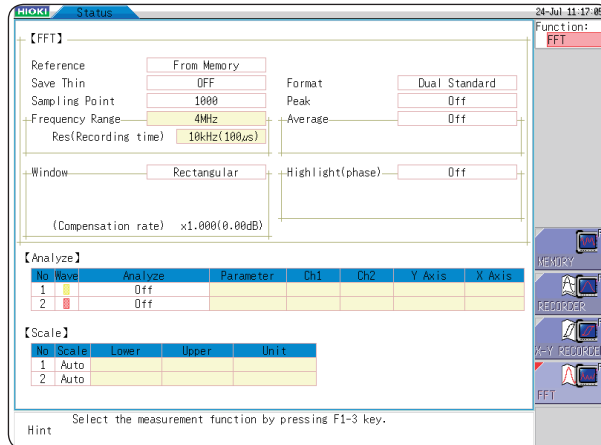 HIOKI Status 24-Jul 11:17:05
Function:
FFT
【FFT】
Reference From Memory
Save Thin OFF Format Dual Standard
Sampling Point 1000 Peak Off
Frequency Range 4MHz Average Off
Res(Recording time) 10kHz(100μs)
Window Rectangular Highlight(phase) Off
(Compensation rate) x1.000(0.00dB)
【Analyze】
No Wave Analyze Parameter Ch1 Ch2 Y Axis X Axis
1 Off
2 Off
【Scale】
No Scale Lower Upper Unit
1 Auto
2 Auto
MEMORY
RECORDER
X-Y RECORDER
FFT
Select the measurement function by pressing F1-3 key.
Hint